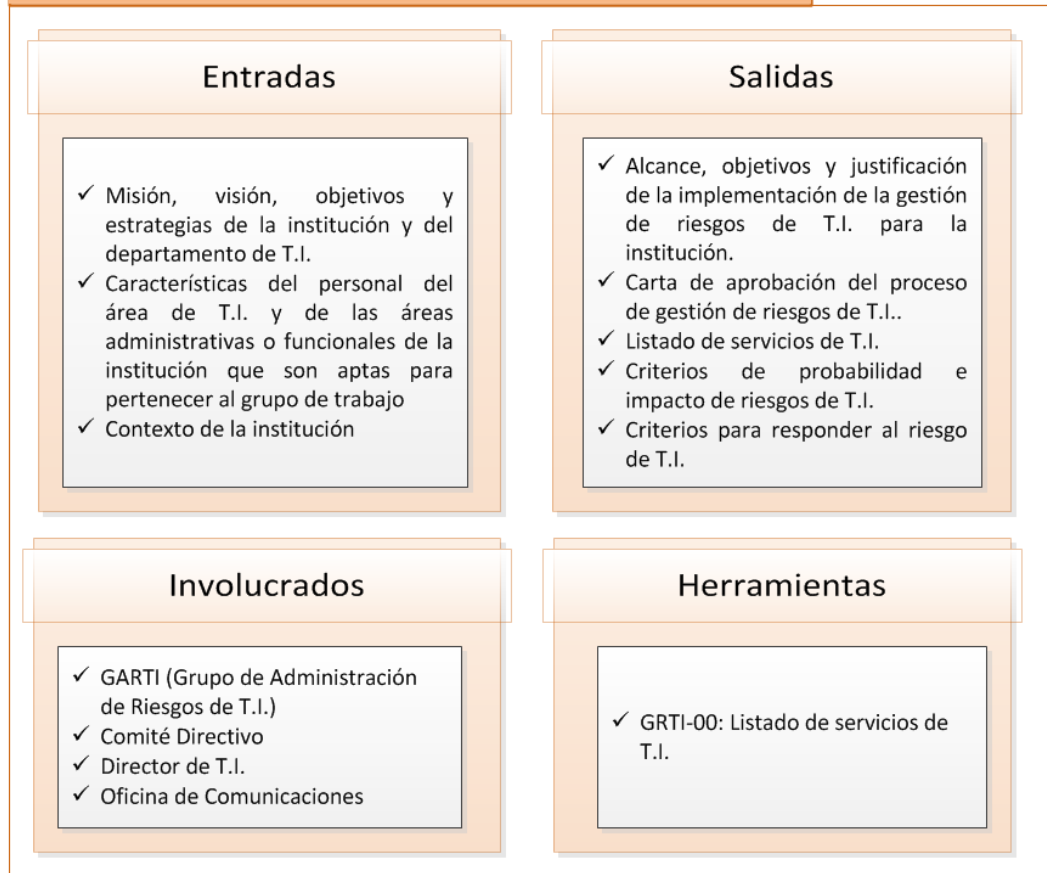 Entradas
✓ Misión, visión, objetivos y
estrategias de la institución y del
departamento de T.I.
✓ Características del personal del
área de T.I. y de las áreas
administrativas o funcionales de la
institución que son aptas para
pertenecer al grupo de trabajo
✓ Contexto de la institución
Salidas
✓ Alcance, objetivos y justificación
de la implementación de la gestión
de riesgos de T.I. para la
institución.
✓ Carta de aprobación del proceso
de gestión de riesgos de T.I..
✓ Listado de servicios de T.I.
✓ Criterios de probabilidad e
impacto de riesgos de T.I.
✓ Criterios para responder al riesgo
de T.I.
Involucrados
✓ GARTI (Grupo de Administración
de Riesgos de T.I.)
✓ Comité Directivo
✓ Director de T.I.
✓ Oficina de Comunicaciones
Herramientas
✓ GRTI-00: Listado de servicios de
T.I.